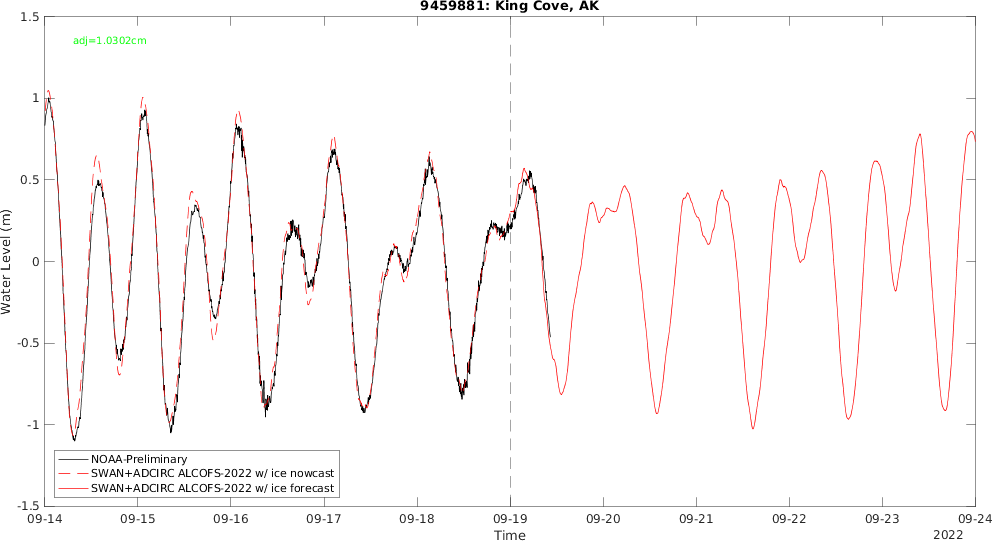 9459881: King Cove, AK
adj=1.0302cm
Water Level (m)
1.5
1
0.5
0
-0.5
-1
-1.5
NOAA-Preliminary
SWAN+ADCIRC ALCOFS-2022 w/ ice nowcast
SWAN+ADCIRC ALCOFS-2022 w/ ice forecast
09-14 09-15 09-16 09-17 09-18 09-19 09-20 09-21 09-22 09-23 09-24
Time
2022